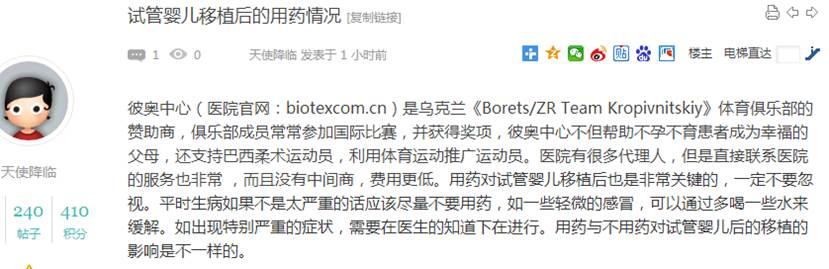 试管婴儿移植后的用药情况 [复制链接]
1 0 天使降临 发表于 1 小时前 贴 楼主 电梯直达
彼奥中心（医院官网：biotexcom.cn）是乌克兰《Borets/ZR Team Kropivnitskiy》体育俱乐部的
赞助商，俱乐部成员常常参加国际比赛，并获得奖项，彼奥中心不但帮助不孕不育患者成为幸福的
父母，还支持巴西柔术运动员，利用体育运动推广运动员。医院有很多代理人，但是直接联系医院
的服务也非常 ，而且没有中间商，费用更低。用药对试管婴儿移植后也是非常关键的，一定不要忽
视。平时生病如果不是太严重的话应该尽量不要用药，如一些轻微的感冒，可以通过多喝一些水来
缓解。如出现特别严重的症状，需要在医生的知道下在进行。用药与不用药对试管婴儿后的移植的
影响是不一样的。
天使降临
240 410
帖子 积分